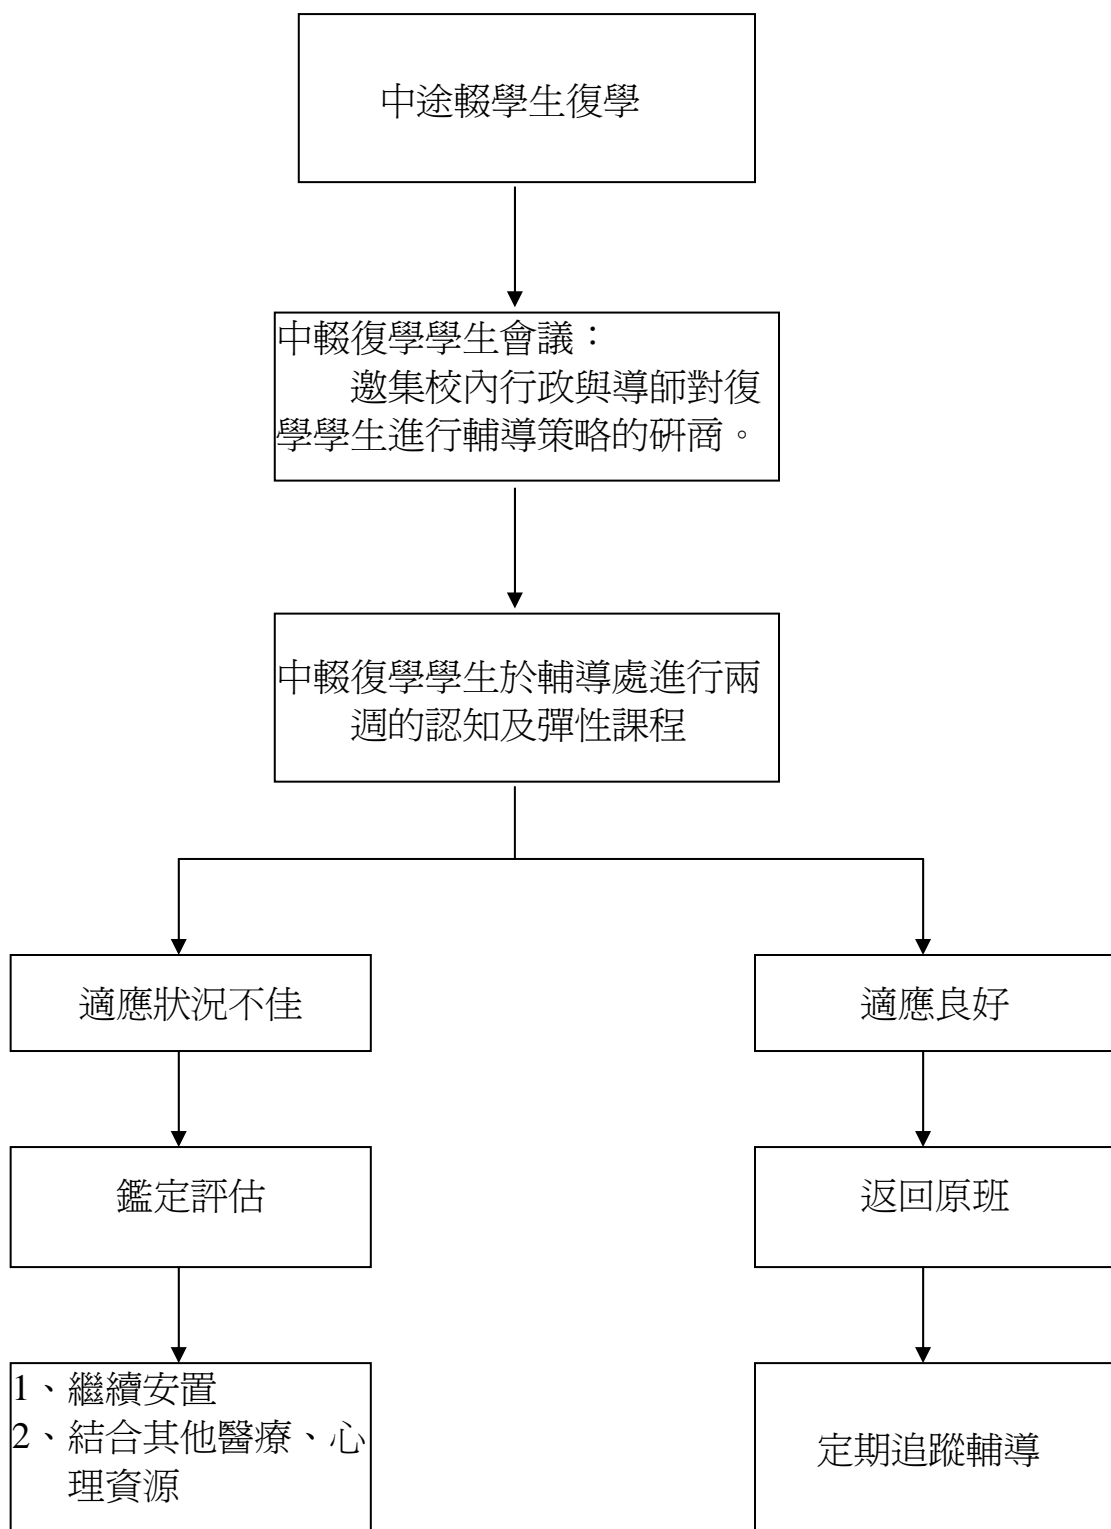 中途輟學生復學
中輟復學學生會議：
邀集校內行政與導師對復
學學生進行輔導策略的研商。
中輟復學學生於輔導處進行兩
週的認知及彈性課程
適應狀況不佳
適應良好
鑑定評估
返回原班
1、繼續安置
2、結合其他醫療、心
理資源
定期追蹤輔導